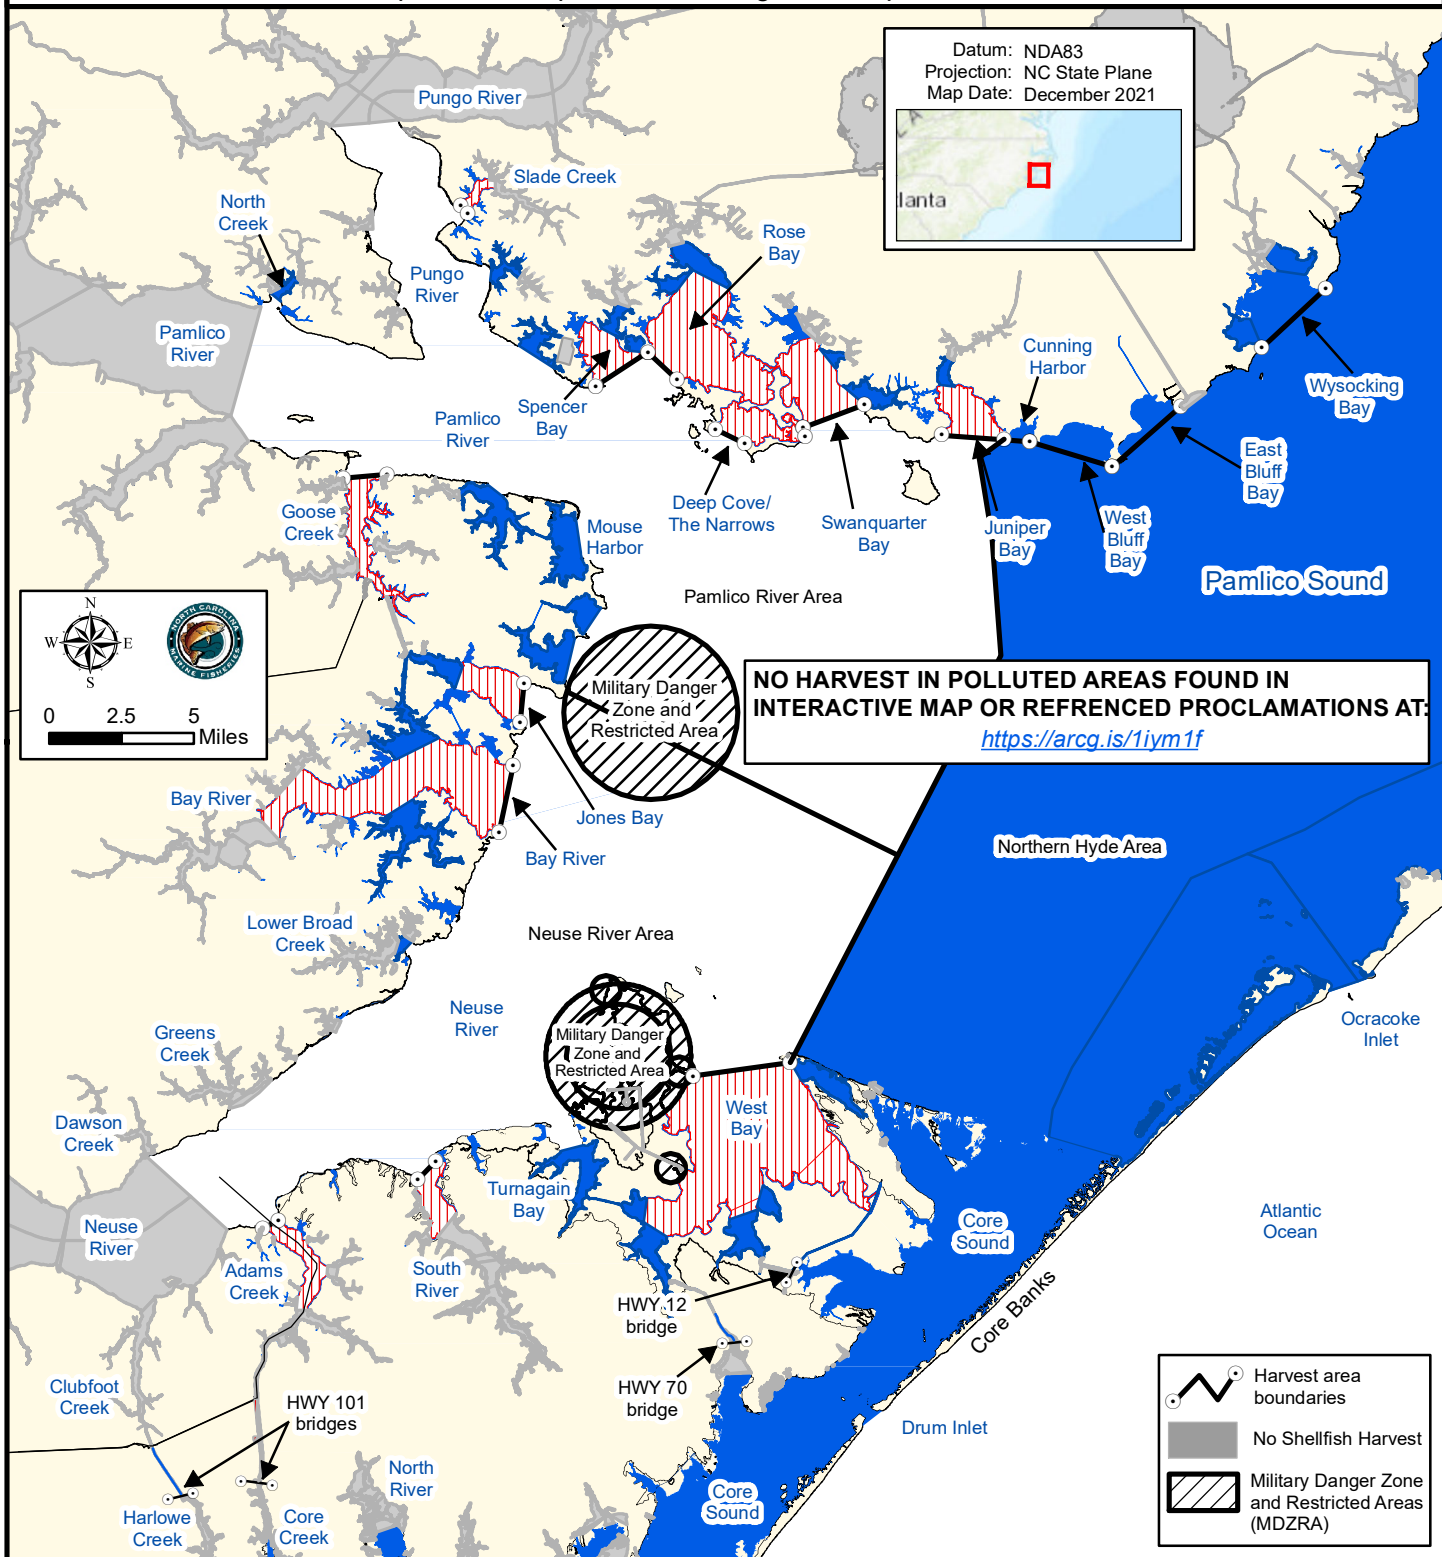 Datum: NDA83
Projection: NC State Plane
Map Date: December 2021
lanta
Pungo River
Slade Creek
North
Creek
Rose
Bay
Pungo
River
Pamlico
River
Cunning
Harbor
Wysocking
Bay
Spencer
Bay
Pamlico
River
East
Bluff
Bay
Deep Cove/
The Narrows
Swanquarter
Bay
Juniper
Bay
West
Bluff
Bay
Goose
Creek
Mouse
Harbor
Pamlico Sound
Pamlico River Area
N
W
E
S
NORTH CAROLINA
MARINE FISHERIES
0 2.5 5
Miles
Military Danger
Zone and
Restricted Area
NO HARVEST IN POLLUTED AREAS FOUND IN
INTERACTIVE MAP OR REFRENCED PROCLAMATIONS AT:
https://arcg.is/1iym1f
Bay River
Jones Bay
Bay River
Northern Hyde Area
Lower Broad
Creek
Neuse River Area
Neuse
River
Greens
Creek
Military Danger
Zone and
Restricted Area
Ocracoke
Inlet
Dawson
Creek
West
Bay
Turnagain
Bay
Neuse
River
Adams
Creek
South
River
Core
Sound
Atlantic
Ocean
HWY 12
bridge
Core Banks
HWY 70
bridge
Clubfoot
Creek
HWY 101
bridges
Drum Inlet
North
River
Harlowe
Creek
Core
Creek
Core
Sound
Harvest area
boundaries
No Shellfish Harvest
Military Danger Zone
and Restricted Areas
(MDZRA)